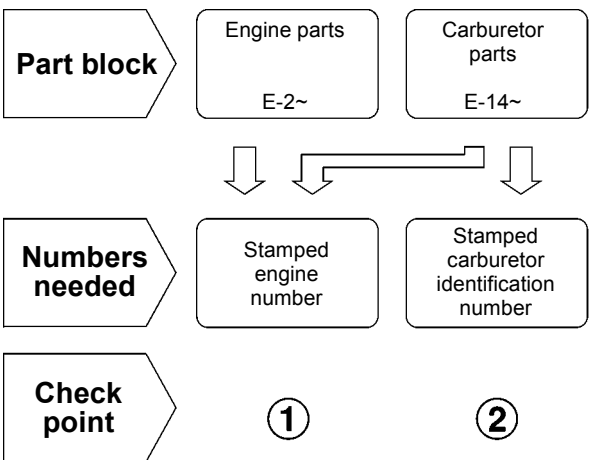 Part block
Engine parts
E-2~
Carburetor
parts
E-14~
Numbers
needed
Stamped
engine
number
Stamped
carburetor
identification
number
Check
point
①
②